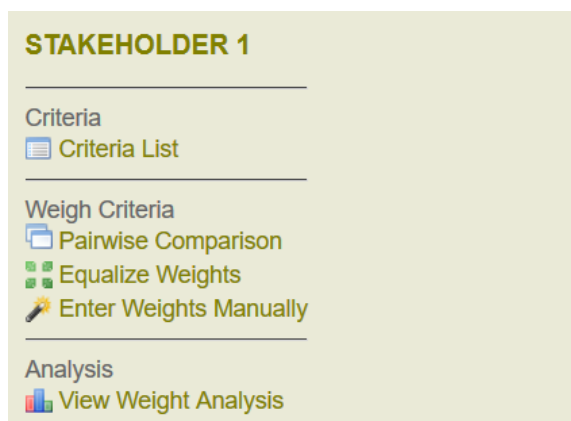 STAKEHOLDER 1
Criteria
Criteria List
Weigh Criteria
Pairwise Comparison
Equalize Weights
Enter Weights Manually
Analysis
View Weight Analysis